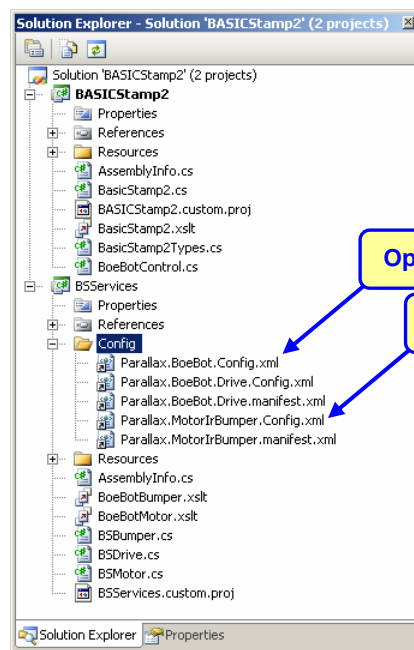 Solution Explorer - Solution 'BASICStamp2' (2 projects)
Solution 'BASICStamp2' (2 projects)
BASICStamp2
Properties
References
Resources
AssemblyInfo.cs
BasicStamp2.cs
BASICStamp2.custom.proj
BasicStamp2.xslt
BasicStamp2Types.cs
BoeBotControl.cs
Op
BSServices
Properties
References
Config
Parallax.BoeBot.Config.xml
Parallax.BoeBot.Drive.Config.xml
Parallax.BoeBot.Drive.manifest.xml
Parallax.MotorIrBumper.Config.xml
Parallax.MotorIrBumper.manifest.xml
Resources
AssemblyInfo.cs
BoeBotBumper.xslt
BoeBotMotor.xslt
BSBumper.cs
BSDrive.cs
BSMotor.cs
BSServices.custom.proj
Solution Explorer Properties